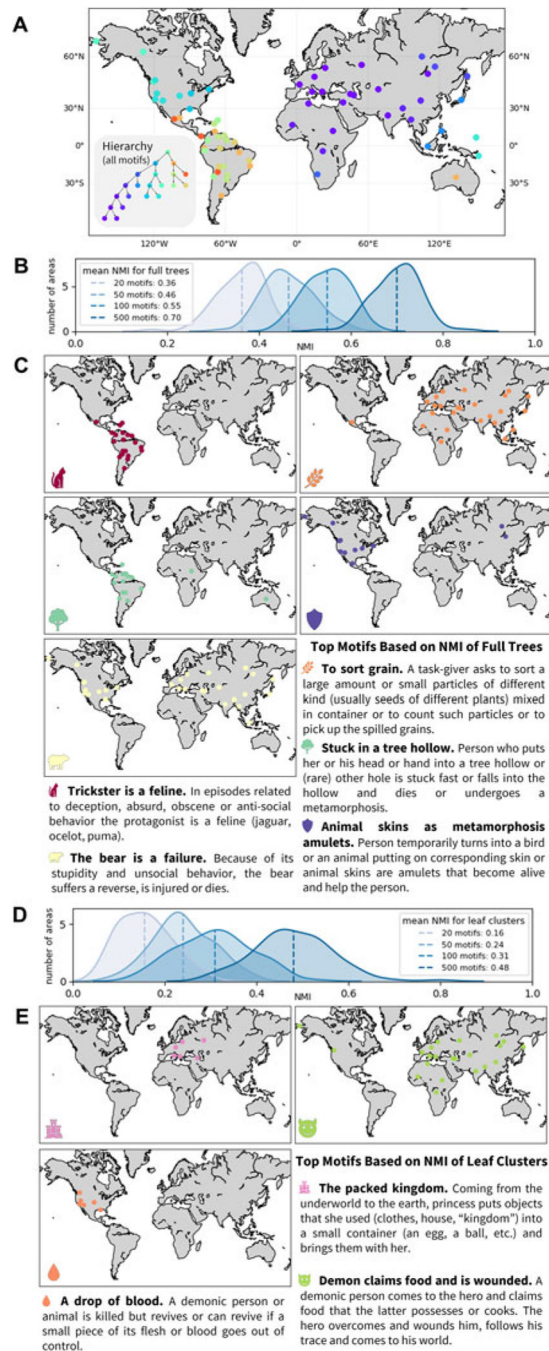 A
60°N
60°N
30°N
30°N
0°
0°
30°S
30°S
Hierarchy
(all motifs)
120°W
60°W
0°
60°E
120°E
B
number of areas
5
0
mean NMI for full trees
20 motifs: 0.36
50 motifs: 0.46
100 motifs: 0.55
500 motifs: 0.70
0.0
0.2
0.4
0.6
0.8
1.0
NMI
C
Top Motifs Based on NMI of Full Trees
To sort grain. A task-giver asks to sort a
large amount or small particles of different
kind (usually seeds of different plants) mixed
in container or to count such particles or to
pick up the spilled grains.
Stuck in a tree hollow. Person who puts
her or his head or hand into a tree hollow or
(rare) other hole is stuck fast or falls into the
hollow and dies or undergoes a
metamorphosis.
Trickster is a feline. In episodes related
to deception, absurd, obscene or anti-social
behavior the protagonist is a feline (jaguar,
ocelot, puma).
Animal skins as metamorphosis
amulets. Person temporarily turns into a bird
or an animal putting on corresponding skin or
animal skins are amulets that become alive
and help the person.
The bear is a failure. Because of its
stupidity and unsocial behavior, the bear
suffers a reverse, is injured or dies.
D
number of areas
5
0
mean NMI for leaf clusters
20 motifs: 0.16
50 motifs: 0.24
100 motifs: 0.31
500 motifs: 0.48
0.0
0.2
0.4
0.6
0.8
1.0
NMI
E
Top Motifs Based on NMI of Leaf Clusters
The packed kingdom. Coming from the
underworld to the earth, princess puts objects
that she used (clothes, house, “kingdom”) into
a small container (an egg, a ball, etc.) and
brings them with her.
A drop of blood. A demonic person or
animal is killed but revives or can revive if a
small piece of its flesh or blood goes out of
control.
Demon claims food and is wounded. A
demonic person comes to the hero and claims
food that the latter possesses or cooks. The
hero overcomes and wounds him, follows his
trace and comes to his world.